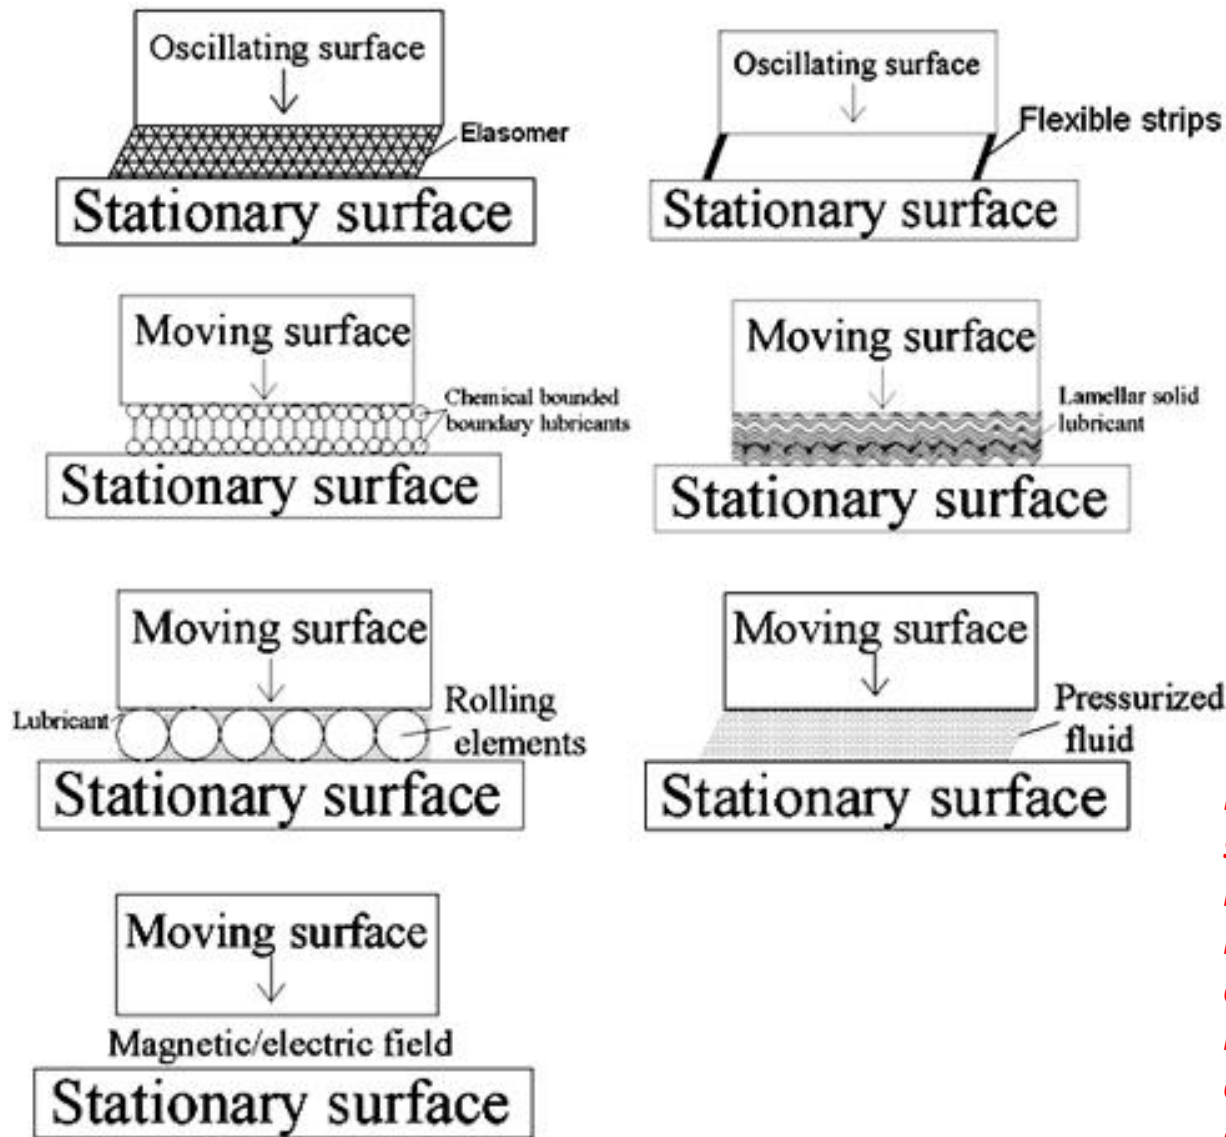 Oscillating surface
Elasomer
Stationary surface
Oscillating surface
Flexible strips
Stationary surface
Moving surface
Chemical bounded
boundary lubricants
Stationary surface
Moving surface
Lamellar solid
lubricant
Stationary surface
Moving surface
Lubricant
Rolling
elements
Stationary surface
Moving surface
Pressurized
fluid
Stationary surface
Moving surface
Magnetic/electric field
Stationary surface